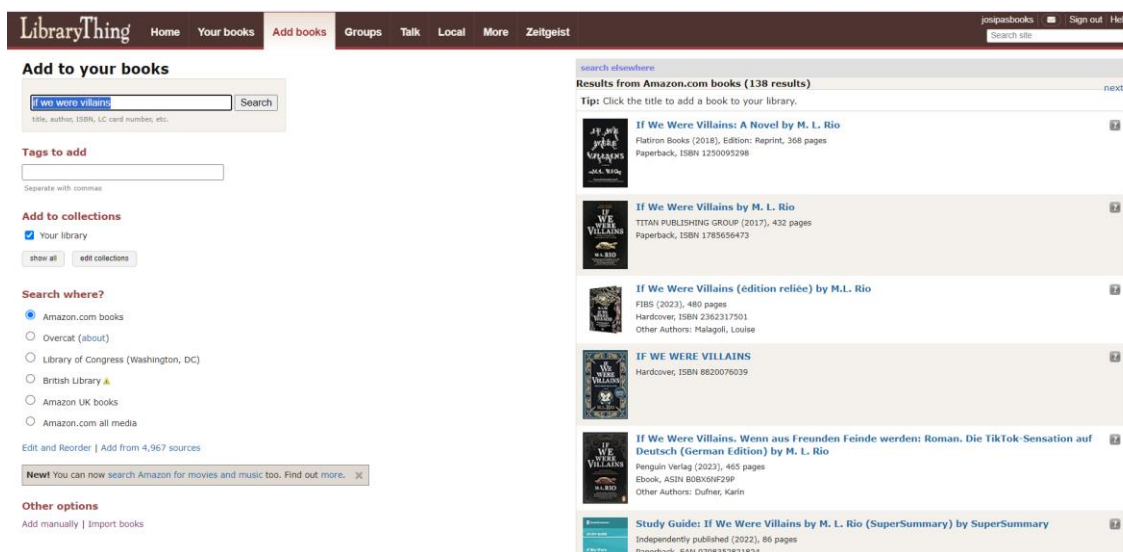 LibraryThing
Home Your books Add books Groups Talk Local More Zeitgeist
josipasbooks Sign out
Search site
Add to your books
if we were villains
Search
title, author, ISBN, LC card number, etc.
Tags to add
Seperate with commas
Add to collections
Your library
show all edit collections
Search where?
Amazon.com books
Overcat (about)
Library of Congress (Washington, DC)
British Library
Amazon UK books
Amazon.com all media
Edit and Reorder | Add from 4,967 sources
New! You can now search Amazon for movies and music too. Find out more.
Other options
Add manually | Import books
search elsewhere
Results from Amazon.com books (138 results)
next
Tip: Click the title to add a book to your library.
If We Were Villains: A Novel by M. L. Rio
Flatiron Books (2018), Edition: Reprint, 368 pages
Paperback, ISBN 1250095298
If We Were Villains by M. L. Rio
TITAN PUBLISHING GROUP (2017), 432 pages
Paperback, ISBN 1785656473
IF
WE
WERE
VILLAINS
M. L. RIO
If We Were Villains (édition reliée) by M.L. Rio
FIBS (2023), 480 pages
Hardcover, ISBN 2362317501
Other Authors: Malagoli, Louise
IF WE WERE VILLAINS
Hardcover, ISBN 8820076039
If We Were Villains. Wenn aus Freunden Feinde werden: Roman. Die TikTok-Sensation auf
Deutsch (German Edition) by M. L. Rio
Penguin Verlag (2023), 465 pages
Ebook, ASIN B0BX6NF29P
Other Authors: Dufner, Karin
IF
WE
WERE
VILLAINS
Study Guide: If We Were Villains by M. L. Rio (SuperSummary) by SuperSummary
Independently published (2022), 86 pages